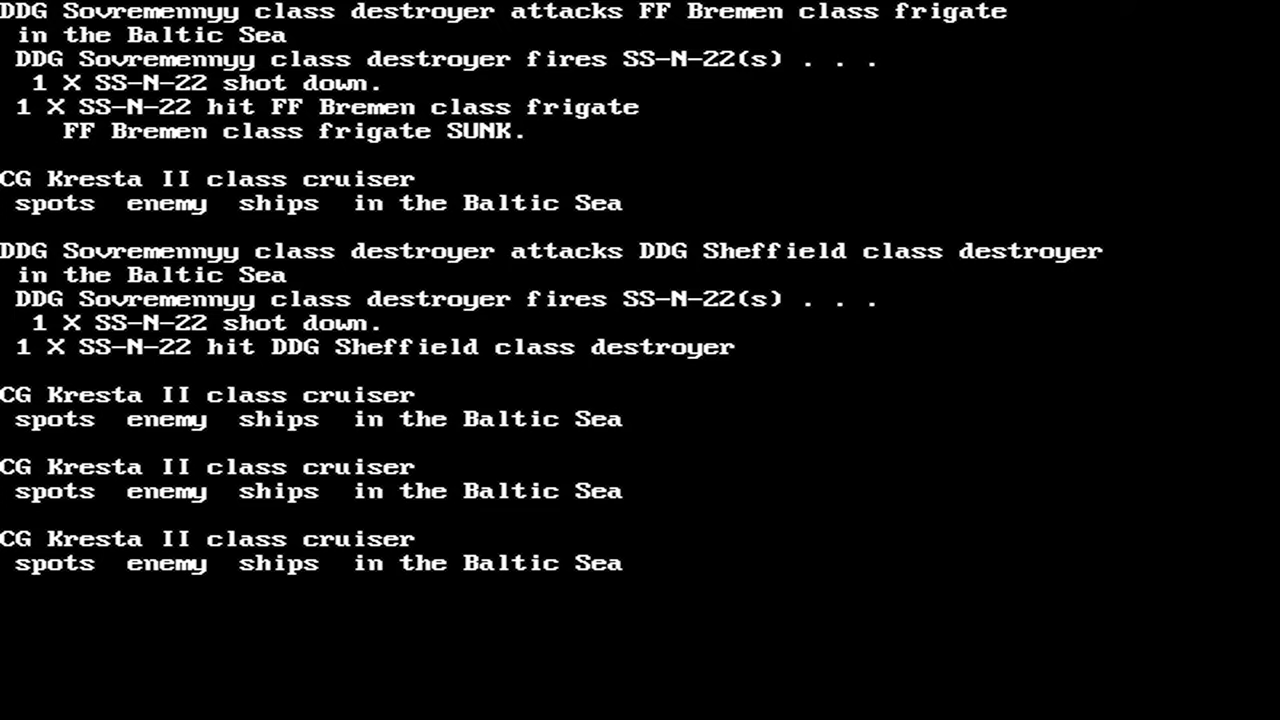 DDG Sovremennyy class destroyer attacks FF Bremen class frigate
in the Baltic Sea
DDG Sovremennyy class destroyer fires SS-N-22(s) . . .
1 X SS-N-22 shot down.
1 X SS-N-22 hit FF Bremen class frigate
FF Bremen class frigate SUNK.
CG Kresta II class cruiser
spots enemy ships in the Baltic Sea
DDG Sovremennyy class destroyer attacks DDG Sheffield class destroyer
in the Baltic Sea
DDG Sovremennyy class destroyer fires SS-N-22(s) . . .
1 X SS-N-22 shot down.
1 X SS-N-22 hit DDG Sheffield class destroyer
CG Kresta II class cruiser
spots enemy ships in the Baltic Sea
CG Kresta II class cruiser
spots enemy ships in the Baltic Sea
CG Kresta II class cruiser
spots enemy ships in the Baltic Sea